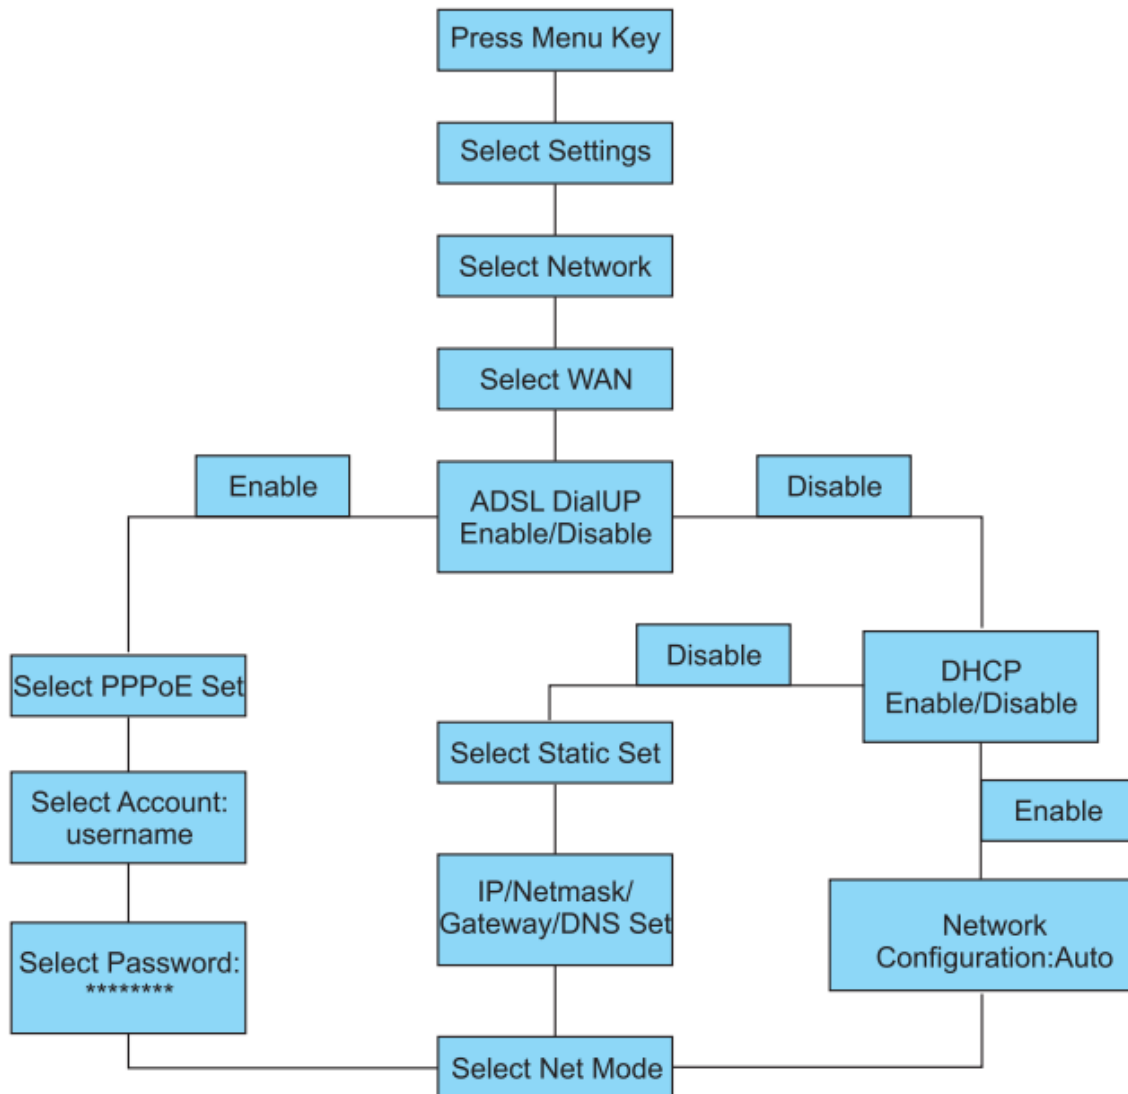 Press Menu Key
Select Settings
Select Network
Select WAN
Enable
ADSL DialUP
Enable/Disable
Disable
Select PPPoE Set
Select Account:
username
Select Password:
********
Disable
DHCP
Enable/Disable
Select Static Set
IP/Netmask/
Gateway/DNS Set
Enable
Network
Configuration:Auto
Select Net Mode